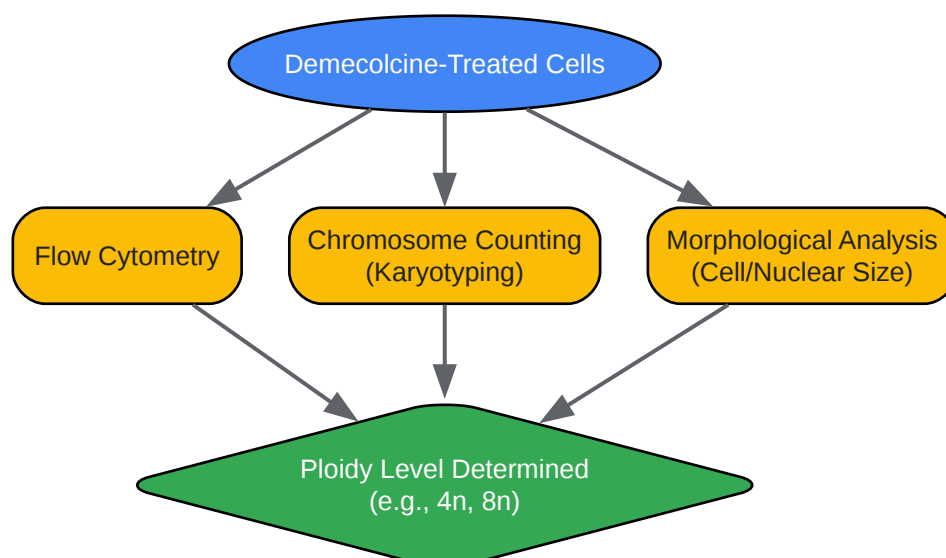 Demecolcine-Treated Cells
Flow Cytometry
Chromosome Counting
(Karyotyping)
Morphological Analysis
(Cell/Nuclear Size)
Ploidy Level Determined
(e.g., 4n, 8n)